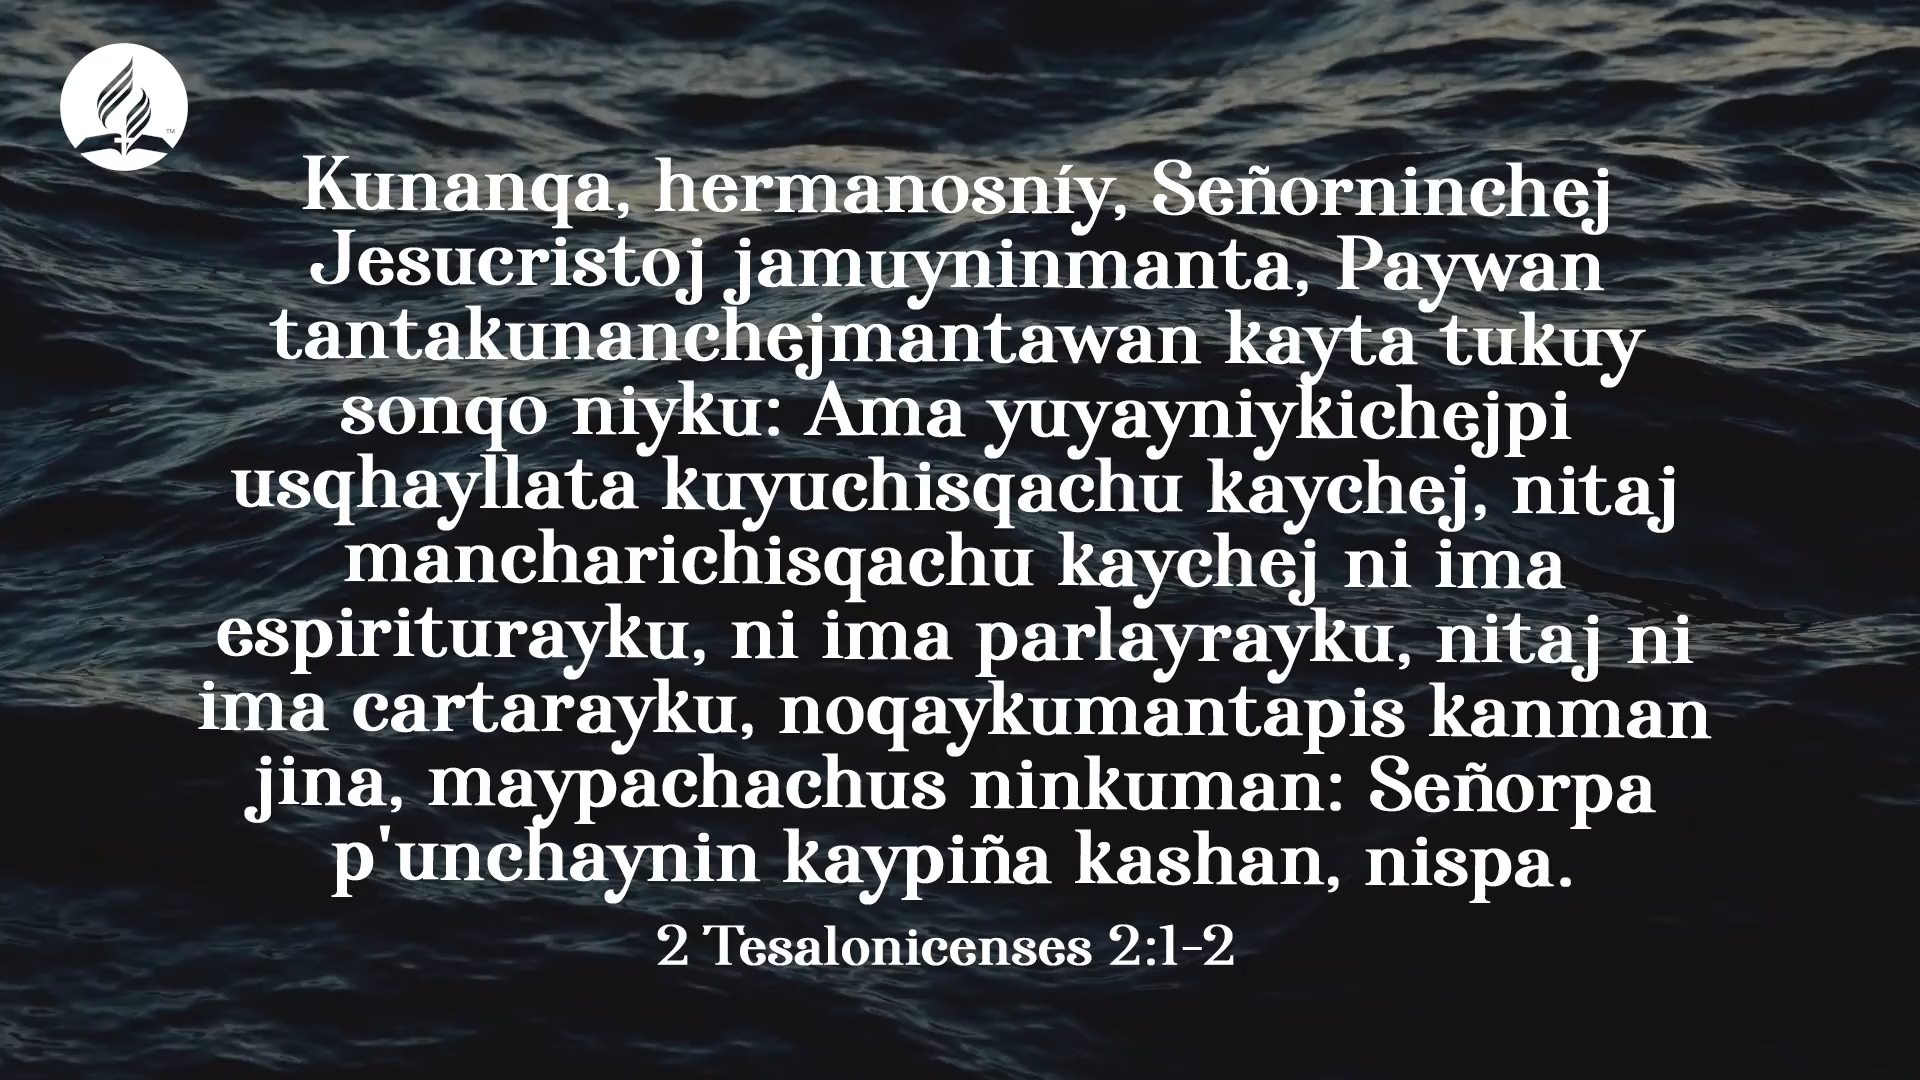 Kunanqa, hermanosníy, Señorninchej
Jesucristoj jamuyninmanta, Paywan
tantakunanchejmantawan kayta tukuy
sonqo niyku: Ama yuyayniykichejpi
usqhayllata kuyuchisqachu kaychej, nitaj
mancharichisqachu kaychej ni ima
espiriturayku, ni ima parlayrayku, nitaj ni
ima cartarayku, noqaykumantapis kanman
jina, maypachachus ninkuman: Señorpa
p'unchaynin kaypiña kashan, nispa.
2 Tesalonicenses 2:1-2
TM